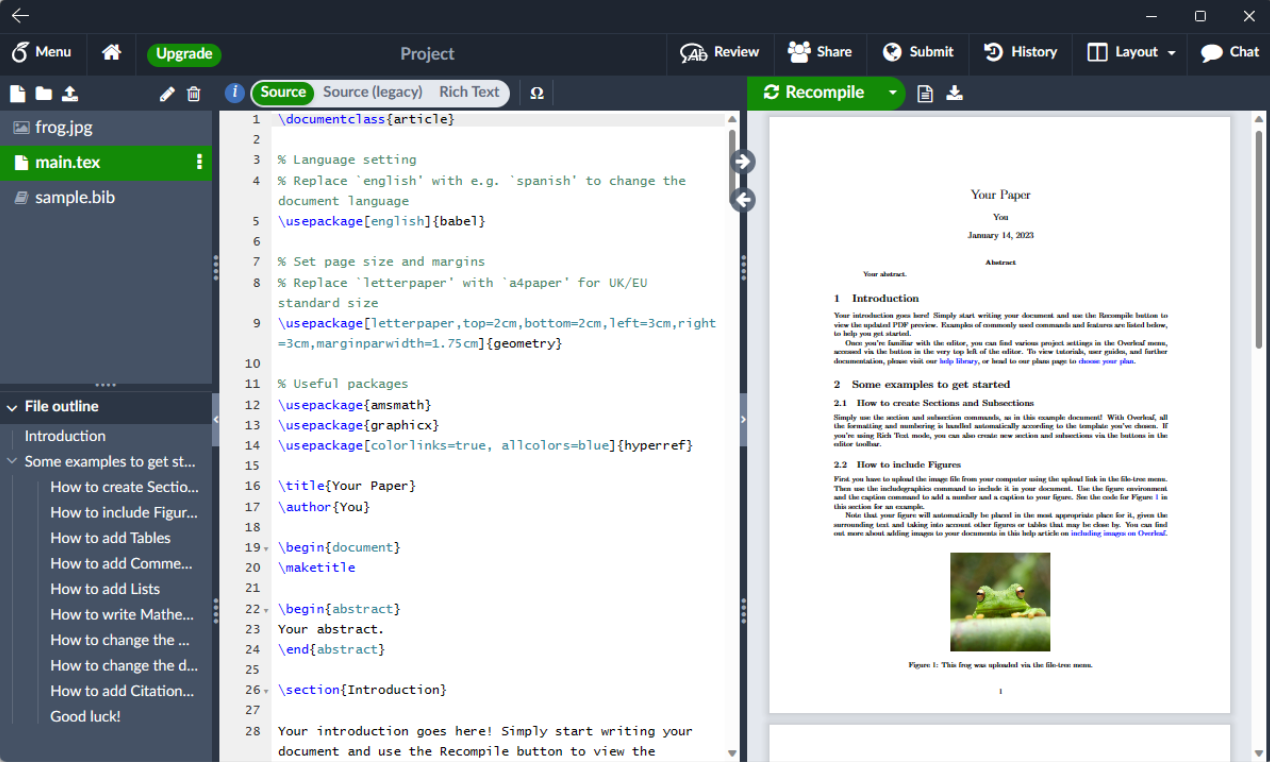 Menu
Upgrade
Project
Review
Share
Submit
History
Layout
Chat
Source
Source (legacy)
Rich Text
Ω
Recompile
frog.jpg
main.tex
sample.bib
File outline
Introduction
Some examples to get st...
How to create Sectio...
How to include Figur...
How to add Tables
How to add Comme...
How to add Lists
How to write Mathe...
How to change the ...
How to change the d...
How to add Citation...
Good luck!
1 \documentclass{article}
2
3 % Language setting
4 % Replace `english' with e.g. `spanish' to change the
document language
5 \usepackage[english]{babel}
6
7 % Set page size and margins
8 % Replace `letterpaper' with `a4paper' for UK/EU
standard size
9 \usepackage[letterpaper,top=2cm,bottom=2cm,left=3cm,right
=3cm,marginparwidth=1.75cm]{geometry}
10
11 % Useful packages
12 \usepackage{amsmath}
13 \usepackage{graphicx}
14 \usepackage[colorlinks=true, allcolors=blue]{hyperref}
15
16 \title{Your Paper}
17 \author{You}
18
19 \begin{document}
20 \maketitle
21
22 \begin{abstract}
23 Your abstract.
24 \end{abstract}
25
26 \section{Introduction}
27
28 Your introduction goes here! Simply start writing your
document and use the Recompile button to view the
Your Paper
You
January 14, 2023
Abstract
Your abstract.
1 Introduction
Your introduction goes here! Simply start writing your document and use the Recompile button to
view the updated PDF preview. Examples of commonly used commands and features are listed below,
to help you get started.
Once you're familiar with the editor, you can find various project settings in the Overleaf menu,
accessed via the button in the very top left of the editor. To view tutorials, user guides, and further
documentation, please visit our help library, or head to our plans page to choose your plan.
2 Some examples to get started
2.1 How to create Sections and Subsections
Simply use the section and subsection commands, as in this example document! With Overleaf, all
the formatting and numbering is handled automatically according to the template you've chosen. If
you're using Rich Text mode, you can also create new section and subsections via the buttons in the
editor toolbar.
2.2 How to include Figures
First you have to upload the image file from your computer using the upload link in the file-tree menu.
Then use the includegraphics command to include it in your document. Use the figure environment
and the caption command to add a number and a caption to your figure. See the code for Figure 1 in
this section for an example.
Note that your figure will automatically be placed in the most appropriate place for it, given the
surrounding text and taking into account other figures or tables that may be close by. You can find
out more about adding images to your documents in this help article on including images on Overleaf.
Figure 1: This frog was uploaded via the file-tree menu.
1